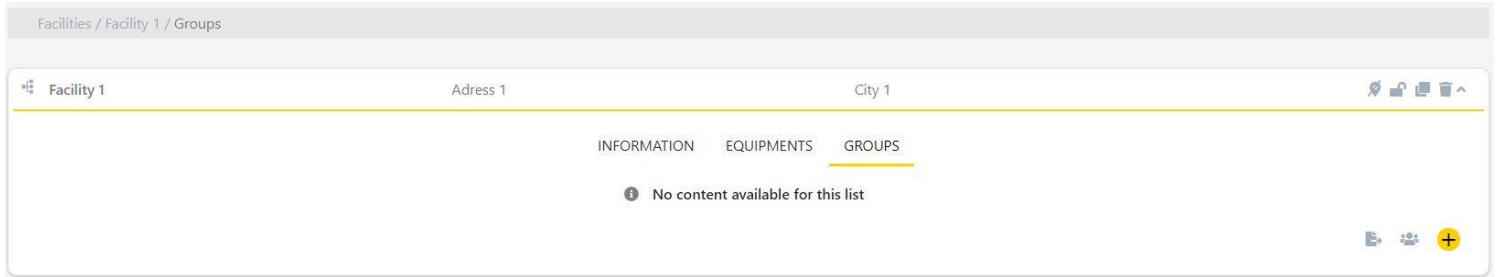 Facilities / Facility 1 / Groups
Facility 1 Adress 1 City 1
INFORMATION EQUIPMENTS GROUPS
No content available for this list